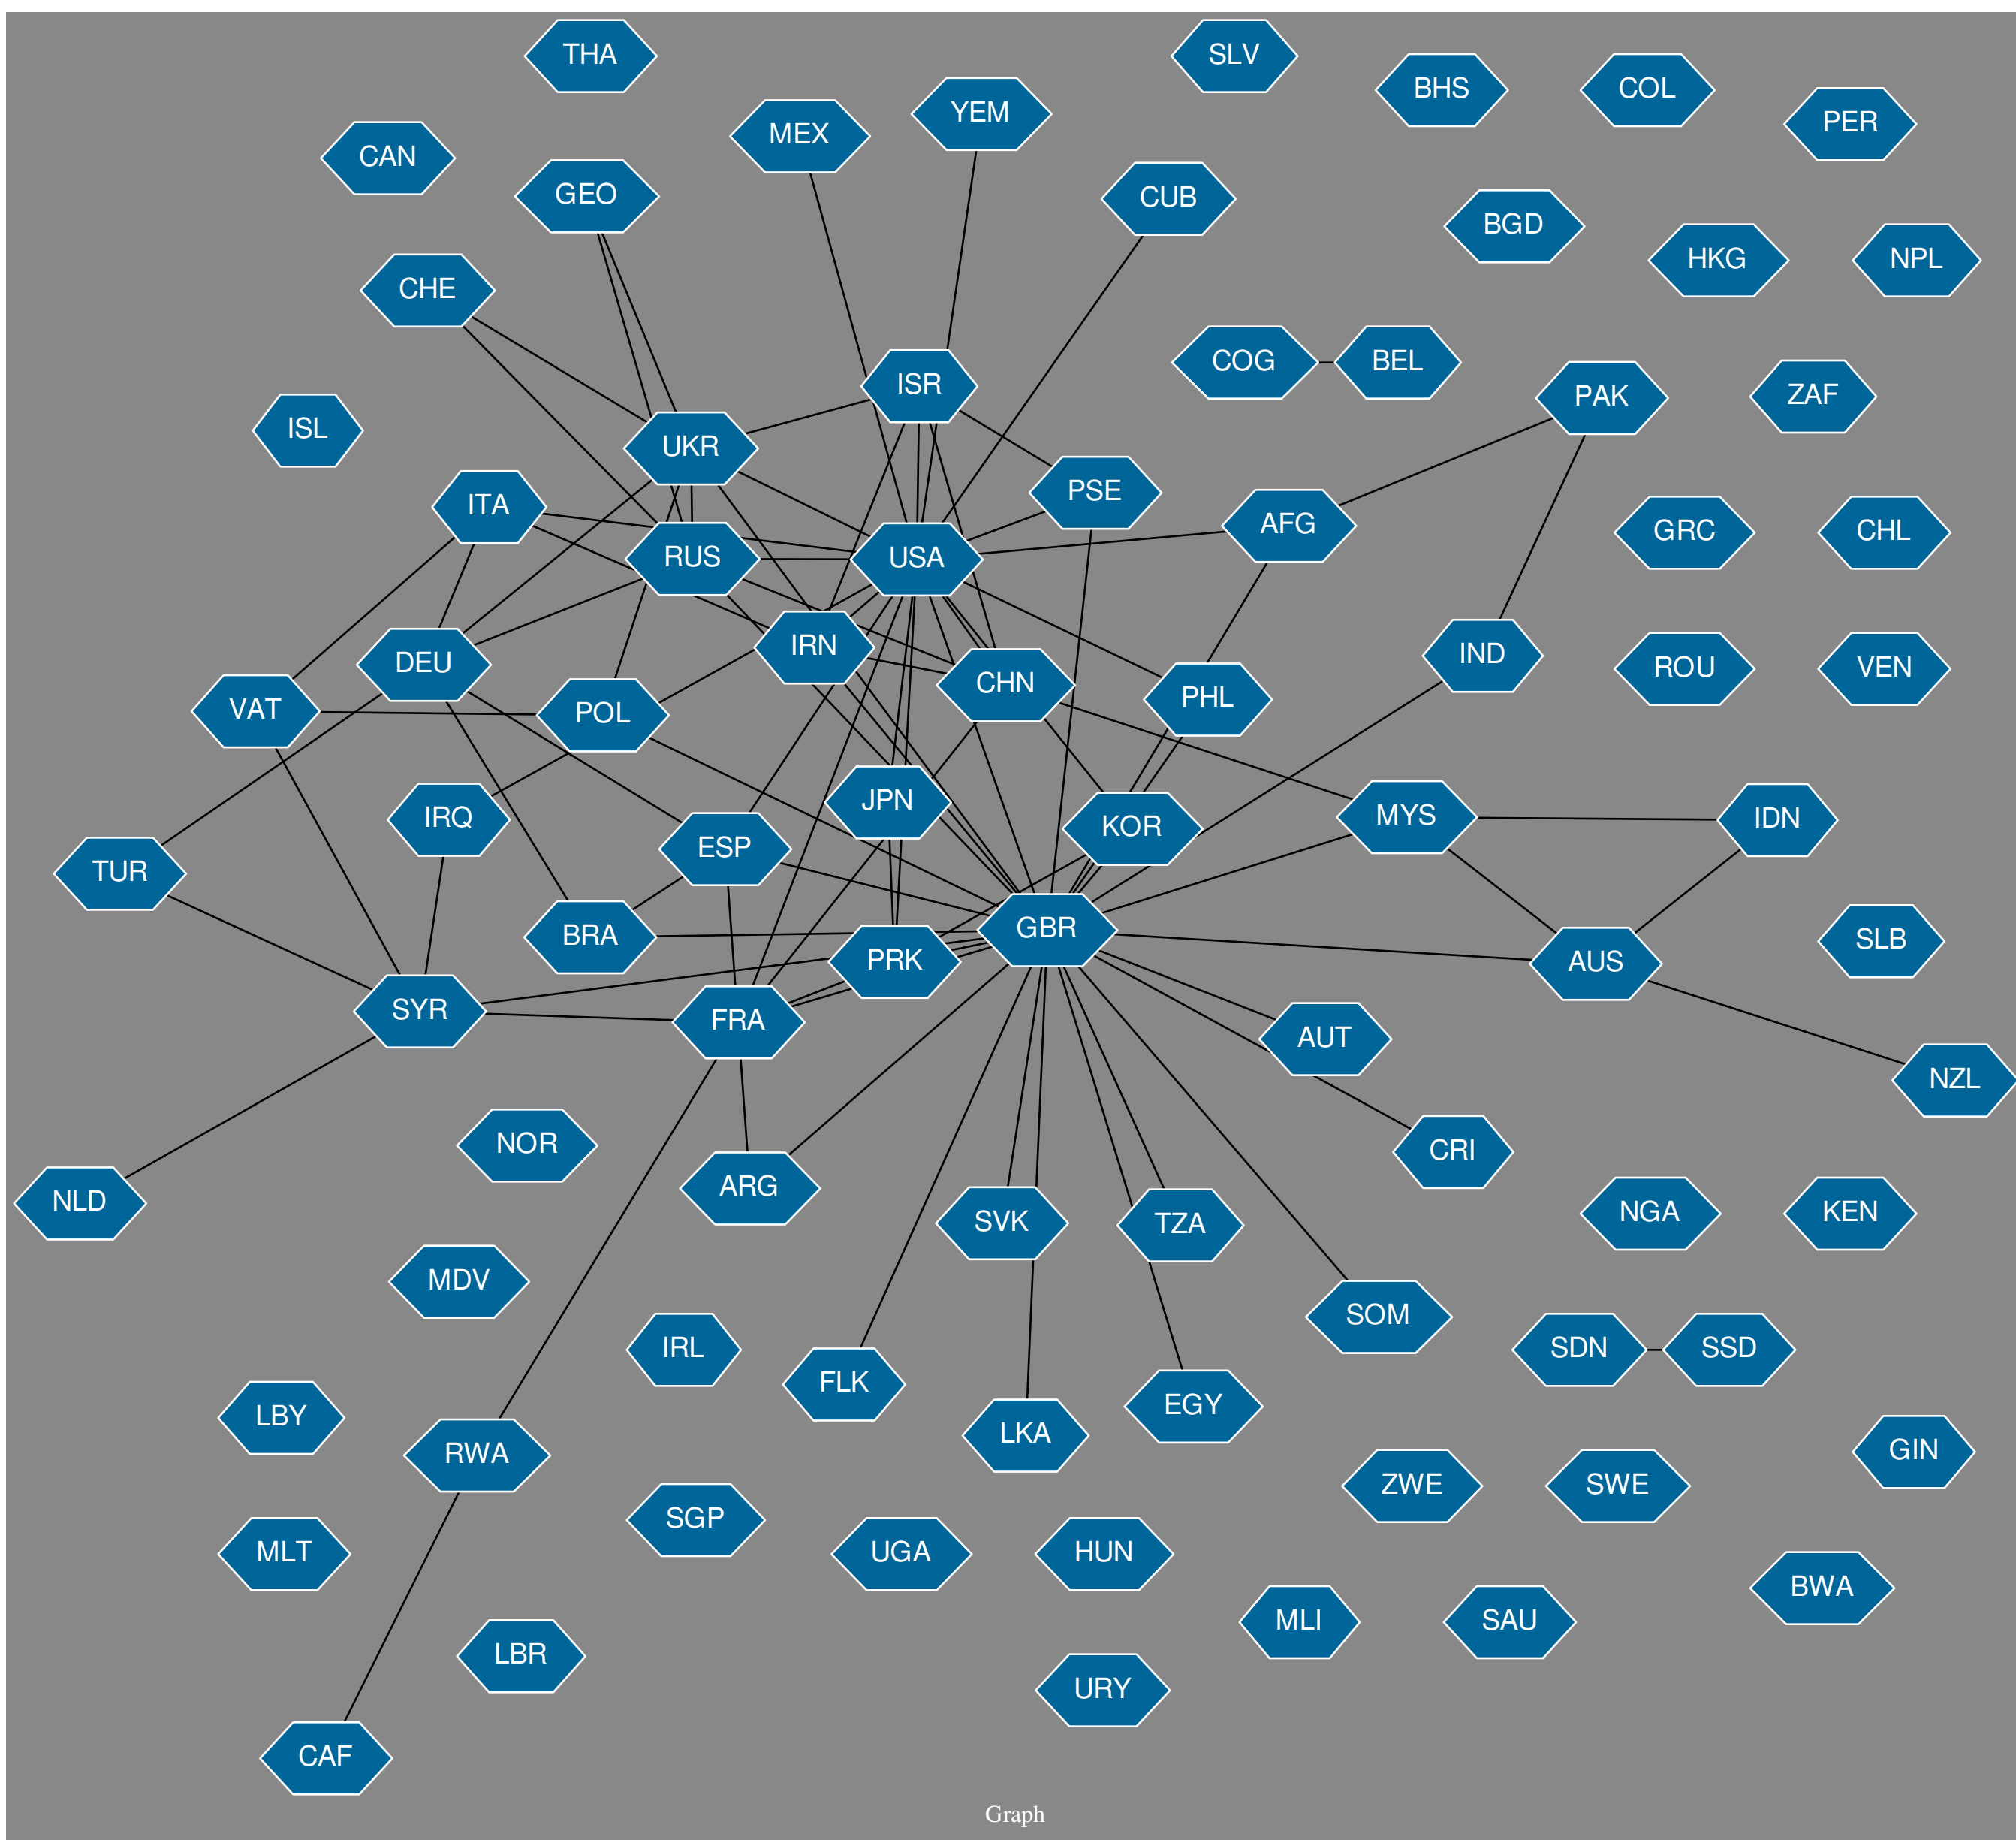 THA
SLV
BHS
COL
PER
MEX
YEM
CAN
GEO
CUB
BGD
HKG
NPL
CHE
COG
BEL
ISR
PAK
ZAF
ISL
UKR
ITA
PSE
AFG
GRC
CHL
RUS
USA
IRN
DEU
CHN
PHL
IND
ROU
VEN
VAT
POL
IRQ
JPN
KOR
MYS
IDN
TUR
ESP
BRA
GBR
PRK
AUS
SLB
SYR
FRA
AUT
NZL
NOR
CRI
NLD
ARG
SVK
TZA
NGA
KEN
MDV
SOM
IRL
FLK
SDN
SSD
LBY
RWA
LKA
EGY
GIN
ZWE
SWE
SGP
MLT
UGA
HUN
BWA
MLI
SAU
LBR
URY
CAF
Graph